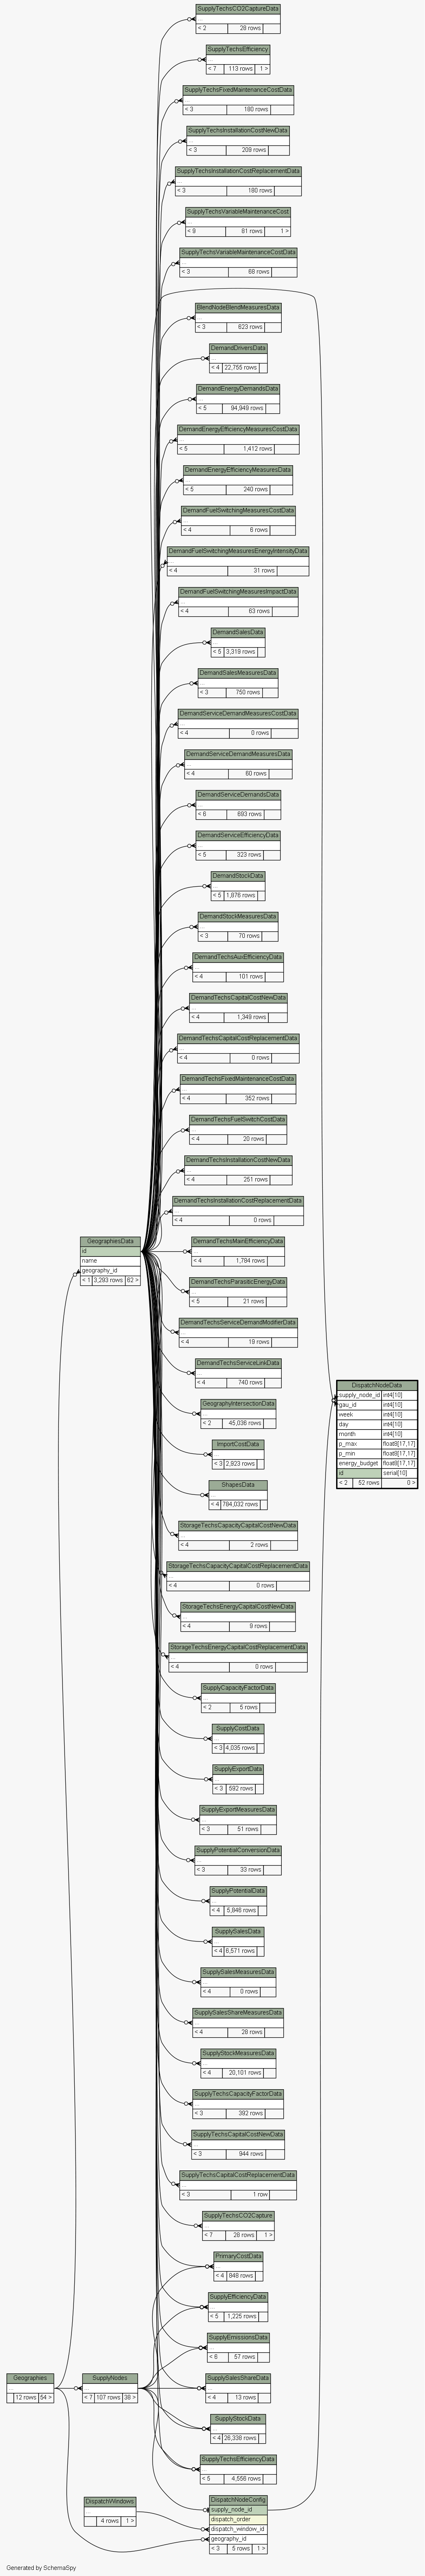 SupplyTechsCO2CaptureData
...
< 2 28 rows
SupplyTechsEfficiency
...
< 7 113 rows 1 >
SupplyTechsFixedMaintenanceCostData
...
< 3 180 rows
SupplyTechsInstallationCostNewData
...
< 3 209 rows
SupplyTechsInstallationCostReplacementData
...
< 3 180 rows
SupplyTechsVariableMaintenanceCost
...
< 9 81 rows 1 >
SupplyTechsVariableMaintenanceCostData
...
< 3 68 rows
BlendNodeBlendMeasuresData
...
< 3 623 rows
DemandDriversData
...
< 4 22,755 rows
DemandEnergyDemandsData
...
< 5 94,949 rows
DemandEnergyEfficiencyMeasuresCostData
...
< 5 1,412 rows
DemandEnergyEfficiencyMeasuresData
...
< 5 240 rows
DemandFuelSwitchingMeasuresCostData
...
< 4 6 rows
DemandFuelSwitchingMeasuresEnergyIntensityData
...
< 4 31 rows
DemandFuelSwitchingMeasuresImpactData
...
< 4 63 rows
DemandSalesData
...
< 5 3,319 rows
DemandSalesMeasuresData
...
< 3 750 rows
DemandServiceDemandMeasuresCostData
...
< 4 0 rows
DemandServiceDemandMeasuresData
...
< 4 60 rows
DemandServiceDemandsData
...
< 6 693 rows
DemandServiceEfficiencyData
...
< 5 323 rows
DemandStockData
...
< 5 1,876 rows
DemandStockMeasuresData
...
< 3 70 rows
DemandTechsAuxEfficiencyData
...
< 4 101 rows
DemandTechsCapitalCostNewData
...
< 4 1,349 rows
DemandTechsCapitalCostReplacementData
...
< 4 0 rows
DemandTechsFixedMaintenanceCostData
...
< 4 352 rows
DemandTechsFuelSwitchCostData
...
< 4 20 rows
DemandTechsInstallationCostNewData
...
< 4 251 rows
DemandTechsInstallationCostReplacementData
...
< 4 0 rows
GeographiesData
id
name
geography_id
< 1 3,293 rows 62 >
DemandTechsMainEfficiencyData
...
< 4 1,784 rows
DemandTechsParasiticEnergyData
...
< 5 21 rows
DemandTechsServiceDemandModifierData
...
< 4 19 rows
DemandTechsServiceLinkData
...
< 4 740 rows
DispatchNodeData
supply_node_id int4[10]
gau_id int4[10]
week int4[10]
day int4[10]
month int4[10]
p_max float8[17,17]
p_min float8[17,17]
energy_budget float8[17,17]
id serial[10]
< 2 52 rows 0 >
GeographyIntersectionData
...
< 2 45,036 rows
ImportCostData
...
< 3 2,923 rows
ShapesData
...
< 4 784,032 rows
StorageTechsCapacityCapitalCostNewData
...
< 4 2 rows
StorageTechsCapacityCapitalCostReplacementData
...
< 4 0 rows
StorageTechsEnergyCapitalCostNewData
...
< 4 9 rows
StorageTechsEnergyCapitalCostReplacementData
...
< 4 0 rows
SupplyCapacityFactorData
...
< 2 5 rows
SupplyCostData
...
< 3 4,035 rows
SupplyExportData
...
< 3 592 rows
SupplyExportMeasuresData
...
< 3 51 rows
SupplyPotentialConversionData
...
< 3 33 rows
SupplyPotentialData
...
< 4 5,846 rows
SupplySalesData
...
< 4 6,571 rows
SupplySalesMeasuresData
...
< 4 0 rows
SupplySalesShareMeasuresData
...
< 4 28 rows
SupplyStockMeasuresData
...
< 4 20,101 rows
SupplyTechsCapacityFactorData
...
< 3 392 rows
SupplyTechsCapitalCostNewData
...
< 3 944 rows
SupplyTechsCapitalCostReplacementData
...
< 3 1 row
SupplyTechsCO2Capture
...
< 7 28 rows 1 >
PrimaryCostData
...
< 4 848 rows
SupplyEfficiencyData
...
< 5 1,225 rows
SupplyEmissionsData
...
< 6 57 rows
Geographies
...
12 rows 54 >
SupplyNodes
...
< 7 107 rows 38 >
SupplySalesShareData
...
< 4 13 rows
SupplyStockData
...
< 4 26,338 rows
SupplyTechsEfficiencyData
...
< 5 4,556 rows
DispatchWindows
...
4 rows 1 >
DispatchNodeConfig
supply_node_id
dispatch_order
dispatch_window_id
geography_id
< 3 5 rows 1 >
Generated by SchemaSpy